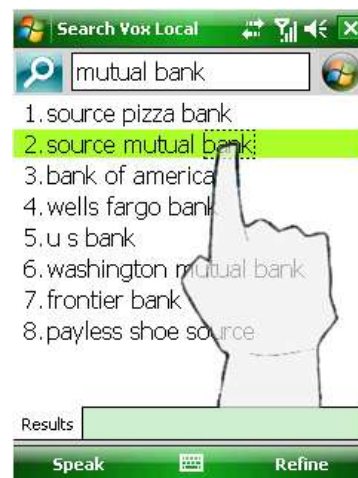 Search Vox Local
mutual bank
1. source pizza bank
2. source mutual bank
3. bank of america
4. wells fargo bank
5. u s bank
6. washington mutual bank
7. frontier bank
8. payless shoe source
Results
Speak
Refine